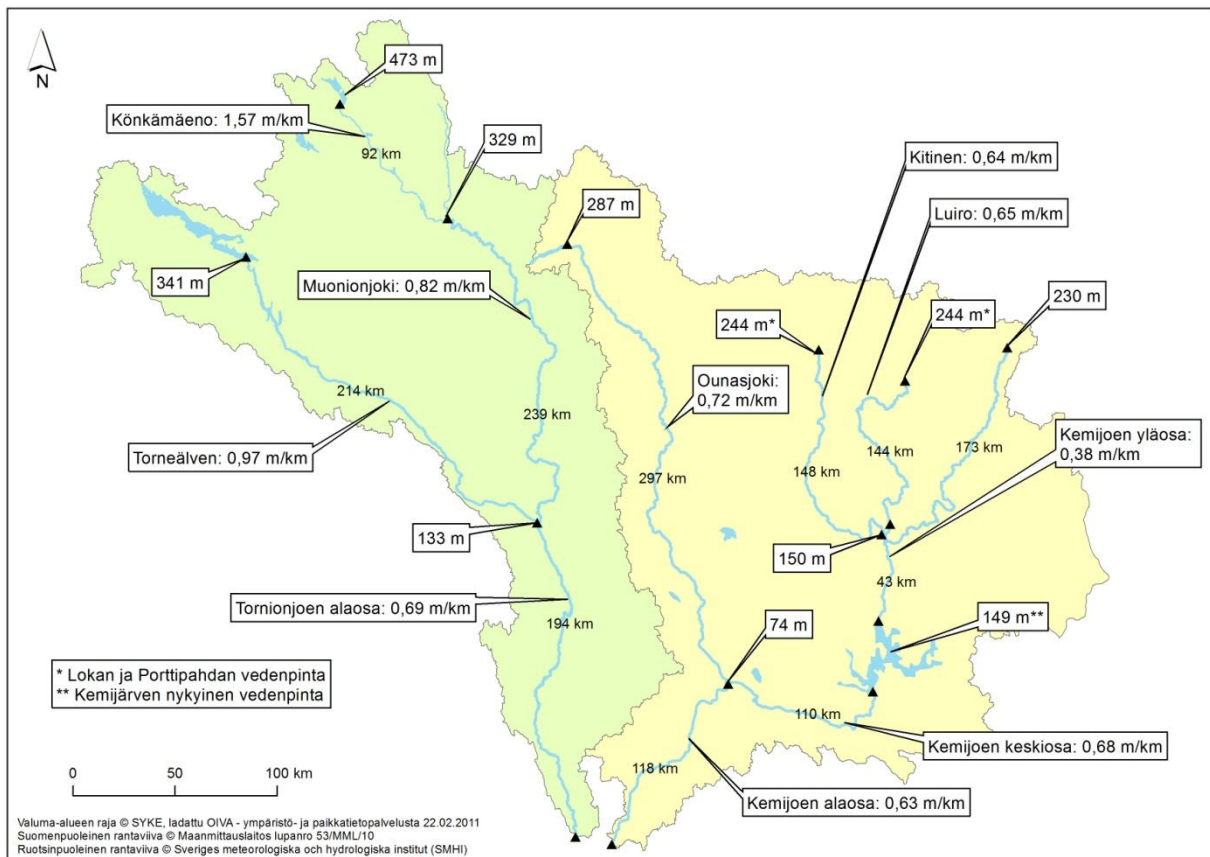 N
473 m
Könkämäeno: 1,57 m/km
92 km
329 m
Kitinen: 0,64 m/km
287 m
Luiro: 0,65 m/km
341 m
Muonionjoki: 0,82 m/km
244 m*
244 m*
230 m
Ounasjoki:
0,72 m/km
214 km
239 km
Kemijoen yläosa:
0,38 m/km
Torneälven: 0,97 m/km
297 km
148 km
144 km
173 km
133 m
150 m
43 km
Tornionjoen alaosa: 0,69 m/km
194 km
74 m
149 m**
* Lokan ja Porttipahdan vedenpinta
** Kemijärven nykyinen vedenpinta
110 km
Kemijoen keskiosa: 0,68 m/km
118 km
Kemijoen alaosa: 0,63 m/km
0 50 100 km
Valuma-alueen raja © SYKE, ladattu OIVA - ympäristö- ja paikkatietopalvelusta 22.02.2011
Suomenpuoleinen rantaviiva © Maanmittauslaitos lupanro 53/MML/10
Ruotsinpuoleinen rantaviiva © Sveriges meteorologiska och hydrologiska institut (SMHI)